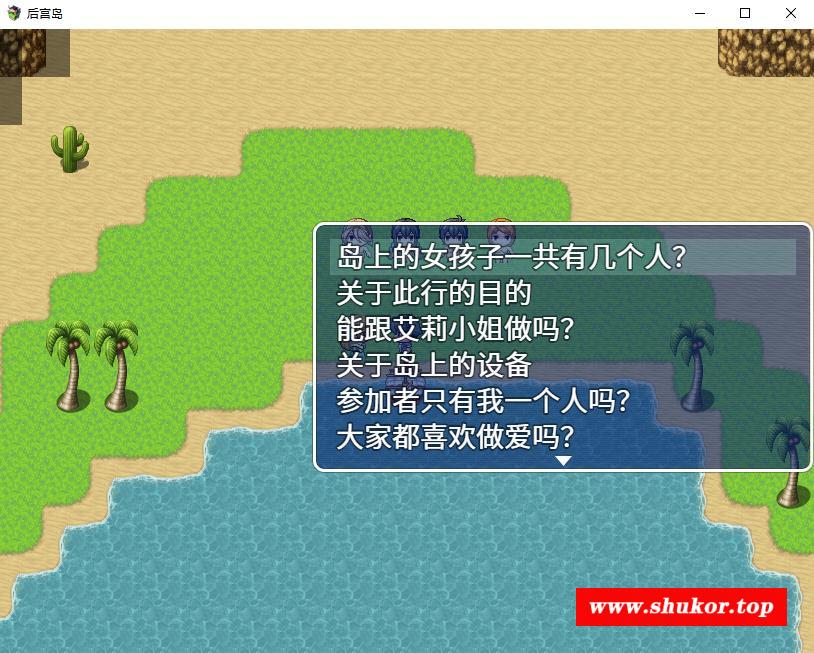 后宫岛
岛上的女孩子一共有几个人？
关于此行的目的
能跟艾莉小姐做吗？
关于岛上的设备
参加者只有我一个人吗？
大家都喜欢做爱吗？
www.shukor.top